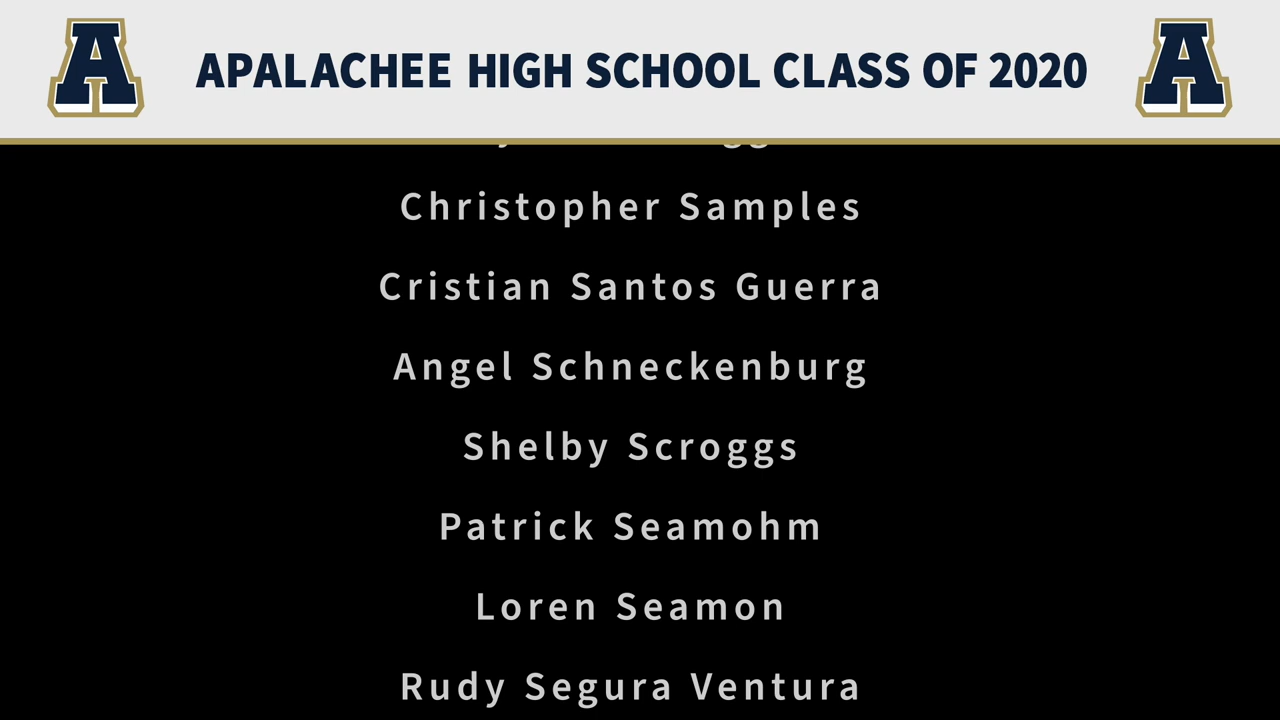 A APALACHEE HIGH SCHOOL CLASS OF 2020 A
Christopher Samples
Cristian Santos Guerra
Angel Schneckenburg
Shelby Scroggs
Patrick Seamohm
Loren Seamon
Rudy Segura Ventura